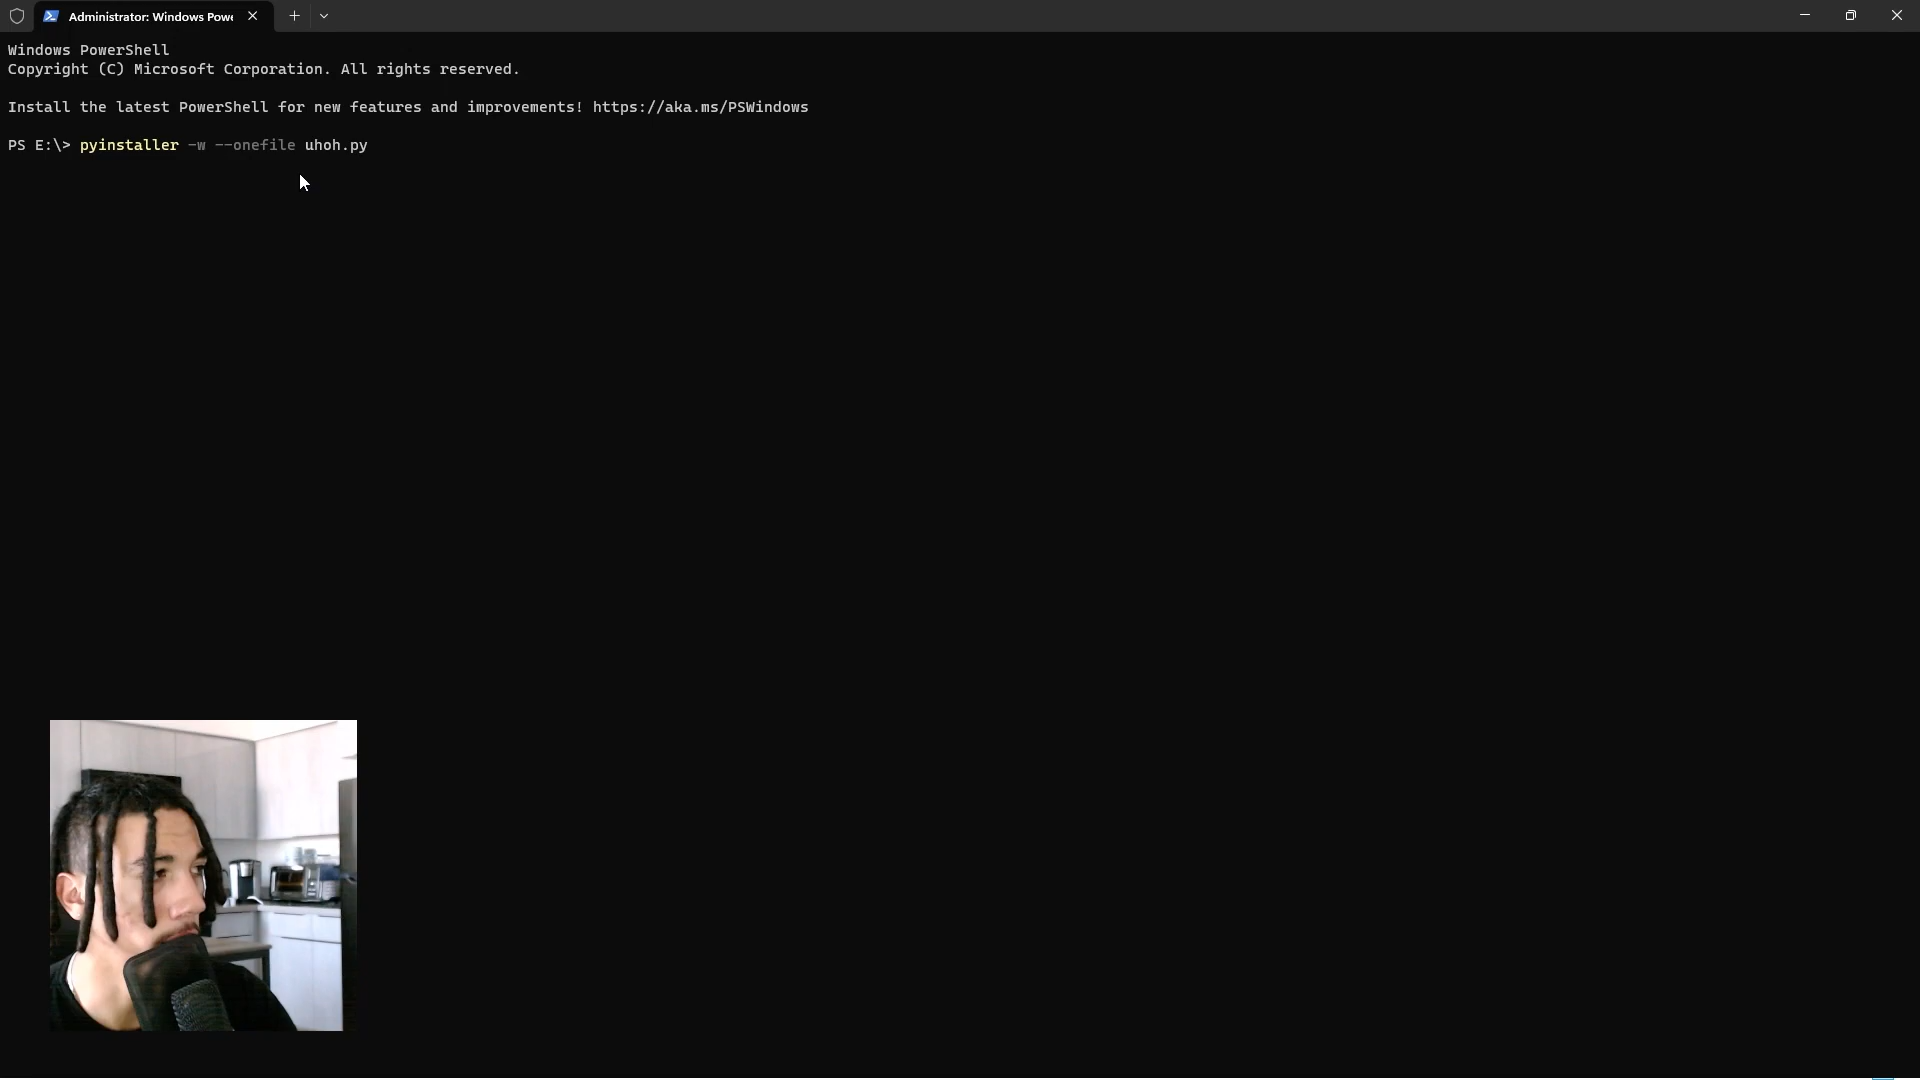 Administrator: Windows Powe
Windows PowerShell
Copyright (C) Microsoft Corporation. All rights reserved.
Install the latest PowerShell for new features and improvements! https://aka.ms/PSWindows
PS E:\> pyinstaller -w --onefile uhoh.py